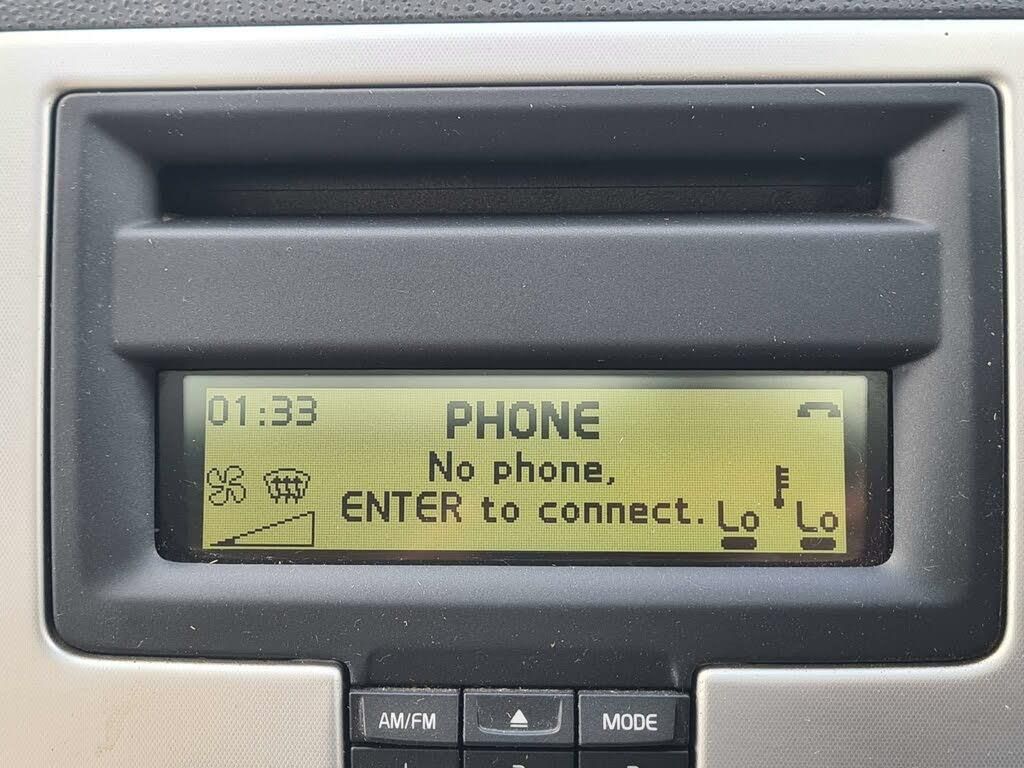 01:33
PHONE
No phone,
ENTER to connect.
Lo Lo
AM/FM MODE